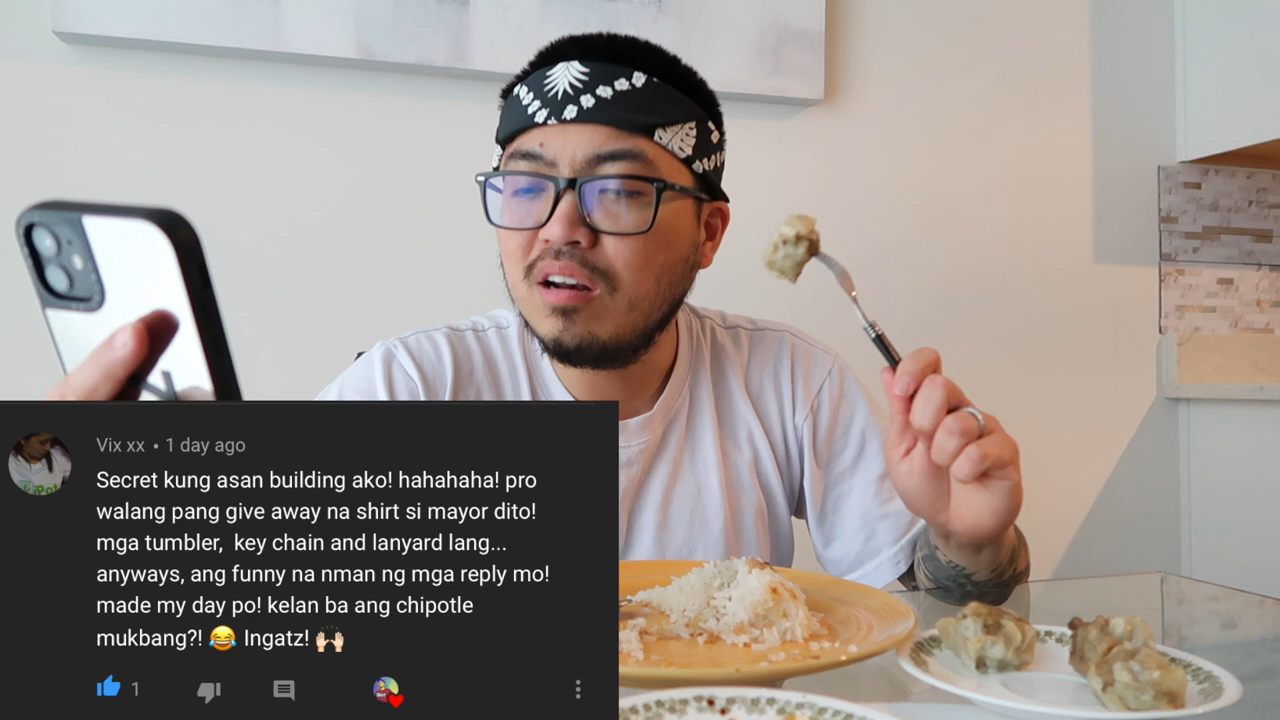 Vix xx • 1 day ago
Secret kung asan building ako! hahahaha! pro
walang pang give away na shirt si mayor dito!
mga tumbler, key chain and lanyard lang...
anyways, ang funny na nman ng mga reply mo!
made my day po! kelan ba ang chipotle
mukbang?! 😂 Ingatz! 🙌🏻
1